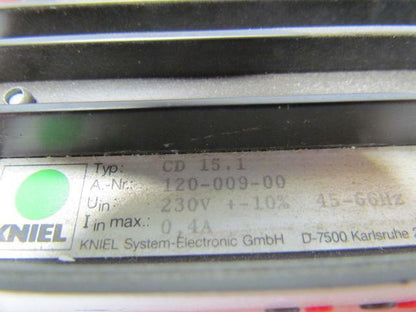 Typ: CD 15.1
A.-Nr.: 120-009-00
Uin: 230V +-10% 45-66Hz
I in max.: 0,4A
KNIEL
KNIEL System-Electronic GmbH D-7500 Karlsruhe 2